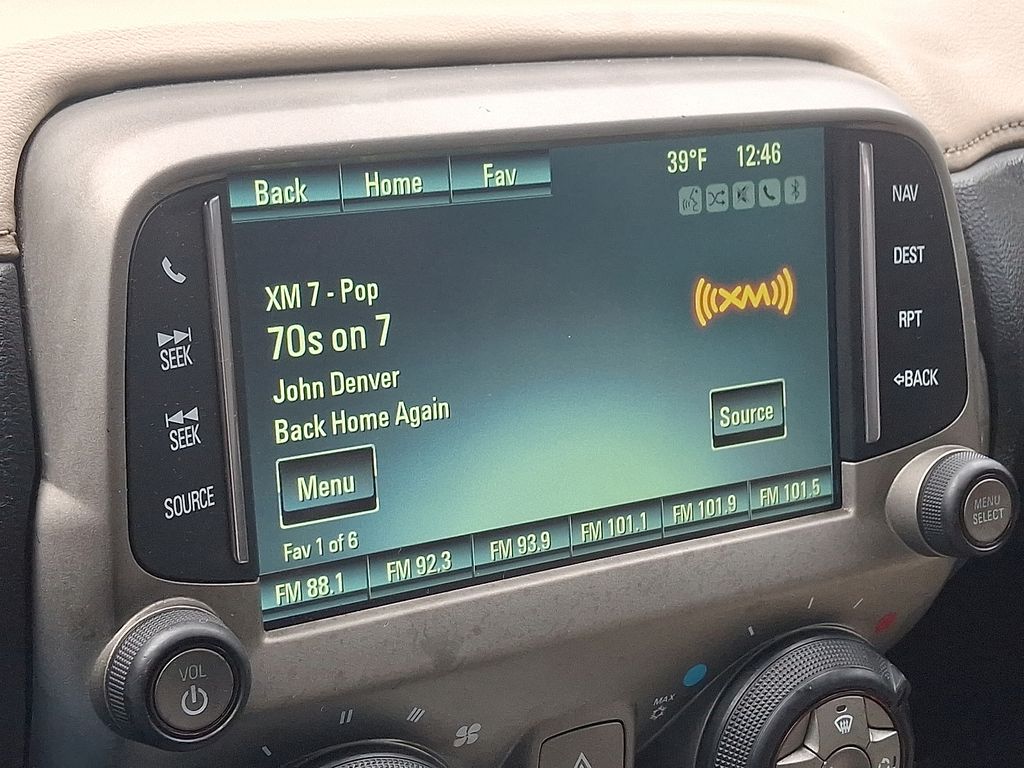 Back Home Fav 39°F 12:46
NAV
DEST
RPT
BACK
SEEK
SEEK
SOURCE
XM 7 - Pop
70s on 7
John Denver
Back Home Again
((XM))
Menu
Source
Fav 1 of 6
FM 88.1 FM 92.3 FM 93.9 FM 101.1 FM 101.9 FM 101.5
MENU
SELECT
VOL
MAX